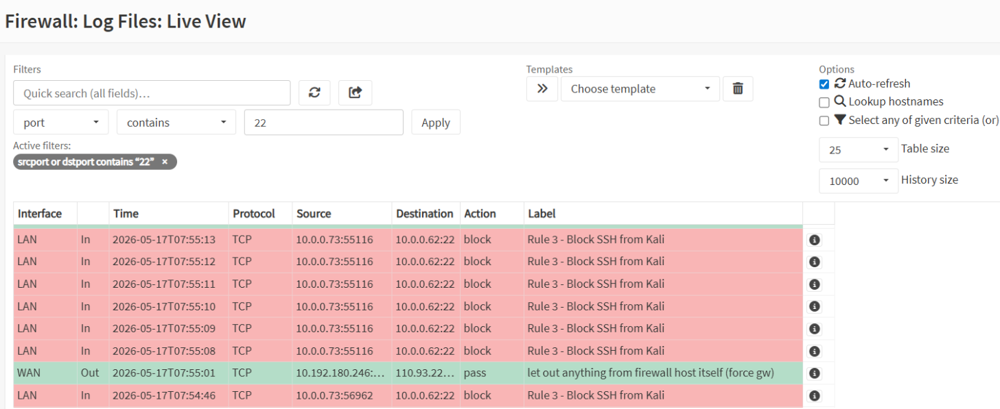 Firewall: Log Files: Live View
Filters Templates Options
Quick search (all fields)... Choose template Auto-refresh
Lookup hostnames
port contains 22 Apply Select any of given criteria (or)
Active filters:
srcport or dstport contains “22” × 25 Table size
10000 History size
Interface Time Protocol Source Destination Action Label
LAN In 2026-05-17T07:55:13 TCP 10.0.0.73:55116 10.0.0.62:22 block Rule 3 - Block SSH from Kali
LAN In 2026-05-17T07:55:12 TCP 10.0.0.73:55116 10.0.0.62:22 block Rule 3 - Block SSH from Kali
LAN In 2026-05-17T07:55:11 TCP 10.0.0.73:55116 10.0.0.62:22 block Rule 3 - Block SSH from Kali
LAN In 2026-05-17T07:55:10 TCP 10.0.0.73:55116 10.0.0.62:22 block Rule 3 - Block SSH from Kali
LAN In 2026-05-17T07:55:09 TCP 10.0.0.73:55116 10.0.0.62:22 block Rule 3 - Block SSH from Kali
LAN In 2026-05-17T07:55:08 TCP 10.0.0.73:55116 10.0.0.62:22 block Rule 3 - Block SSH from Kali
WAN Out 2026-05-17T07:55:01 TCP 10.192.180.246:... 110.93.22... pass let out anything from firewall host itself (force gw)
LAN In 2026-05-17T07:54:46 TCP 10.0.0.73:56962 10.0.0.62:22 block Rule 3 - Block SSH from Kali